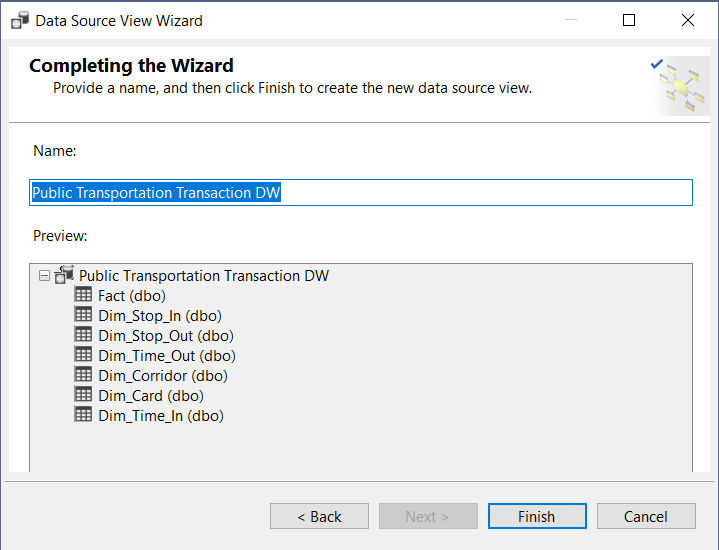 Data Source View Wizard
Completing the Wizard
Provide a name, and then click Finish to create the new data source view.
Name:
Public Transportation Transaction DW
Preview:
Public Transportation Transaction DW
Fact (dbo)
Dim_Stop_In (dbo)
Dim_Stop_Out (dbo)
Dim_Time_Out (dbo)
Dim_Corridor (dbo)
Dim_Card (dbo)
Dim_Time_In (dbo)
< Back
Next >
Finish
Cancel